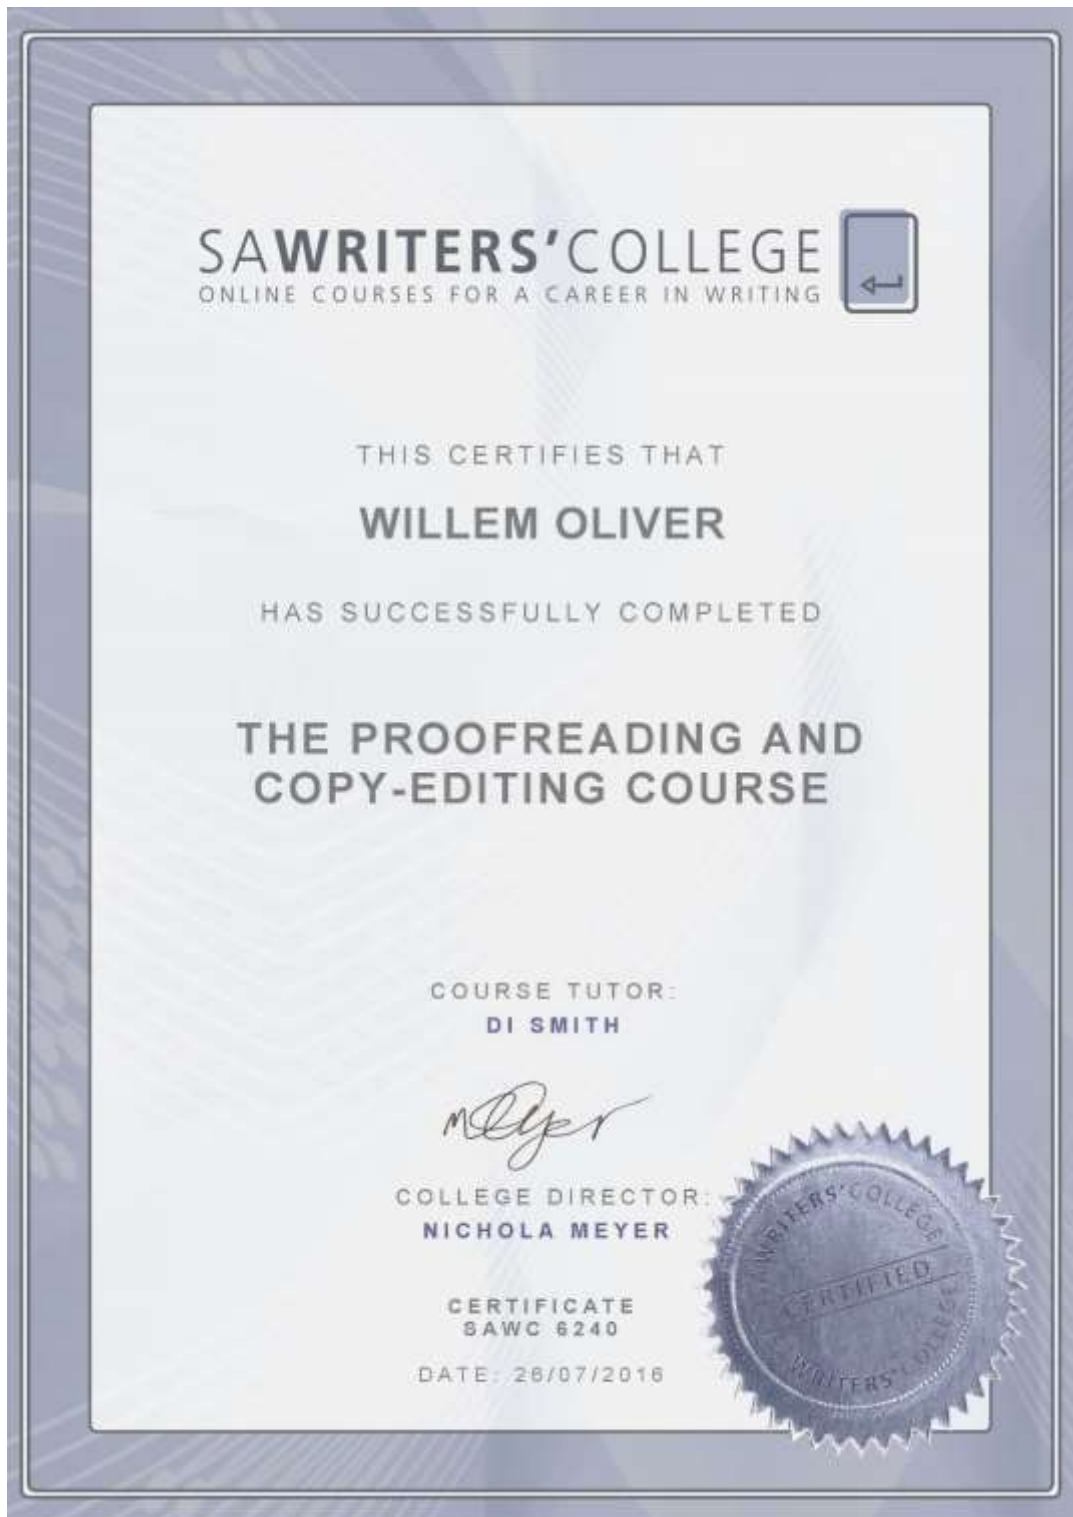 SAWRITERS'COLLEGE
ONLINE COURSES FOR A CAREER IN WRITING
THIS CERTIFIES THAT
WILLEM OLIVER
HAS SUCCESSFULLY COMPLETED
THE PROOFREADING AND
COPY-EDITING COURSE
COURSE TUTOR:
DI SMITH
meyer
COLLEGE DIRECTOR:
NICHOLA MEYER
CERTIFICATE
SAWC 6240
DATE: 26/07/2016
SA WRITERS' COLLEGE
CERTIFIED
WRITERS' COLLEGE